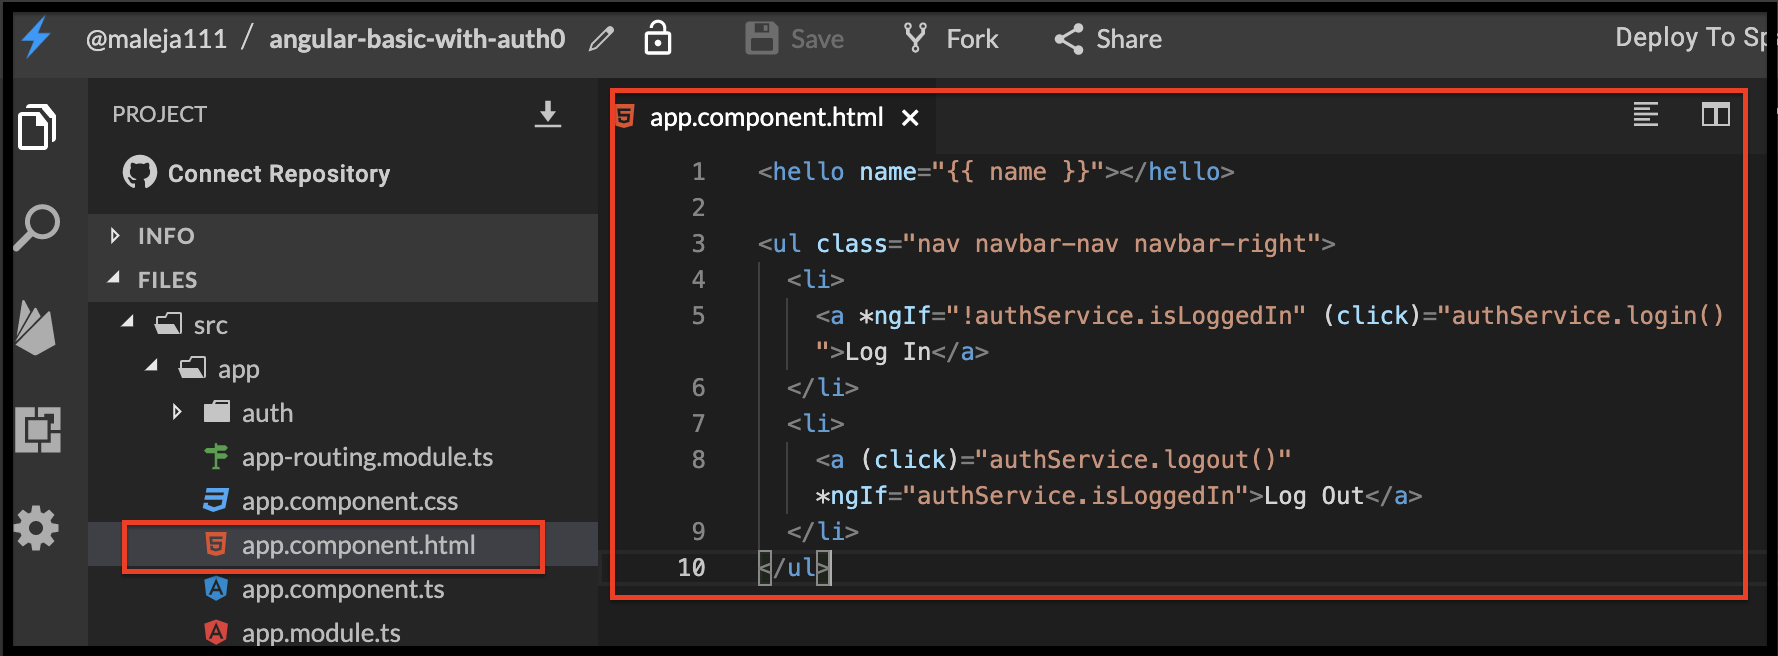 @maleja111 / angular-basic-with-auth0 Save Fork Share Deploy To Sp
PROJECT
Connect Repository
INFO
FILES
src
app
auth
app-routing.module.ts
app.component.css
app.component.html
app.component.ts
app.module.ts
app.component.html
1 <hello name="{{ name }}"></hello>
2
3 <ul class="nav navbar-nav navbar-right">
4 <li>
5 <a *ngIf="!authService.isLoggedIn" (click)="authService.login()
">Log In</a>
6 </li>
7 <li>
8 <a (click)="authService.logout()"
*ngIf="authService.isLoggedIn">Log Out</a>
9 </li>
10 </ul>